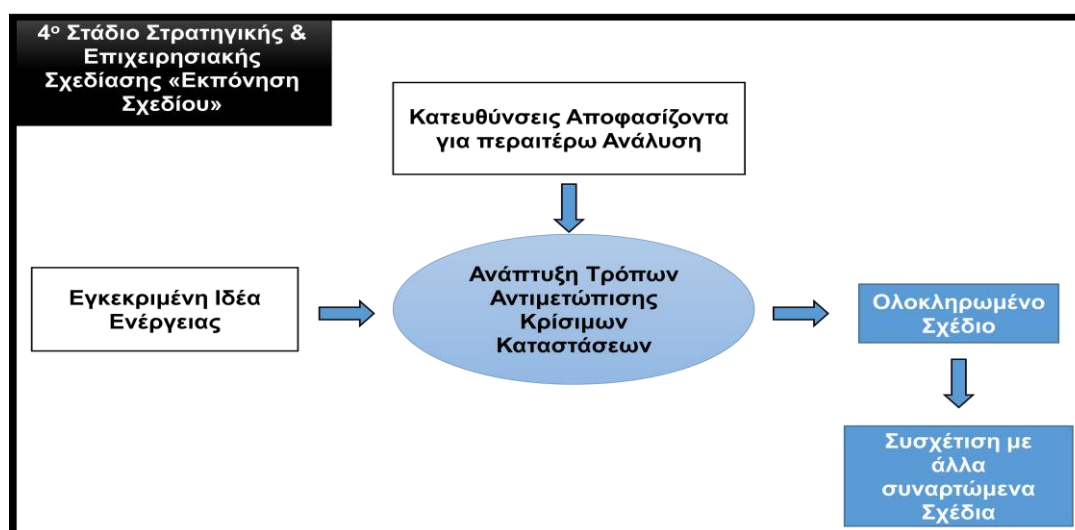 4ο Στάδιο Στρατηγικής &
Επιχειρησιακής
Σχεδίασης «Εκπόνηση
Σχεδίου»
Κατευθύνσεις Αποφασίζοντα
για περαιτέρω Ανάλυση
Εγκεκριμένη Ιδέα
Ενέργειας
Ανάπτυξη Τρόπων
Αντιμετώπισης
Κρίσιμων
Καταστάσεων
Ολοκληρωμένο
Σχέδιο
Συσχέτιση με
άλλα
συναρτώμενα
Σχέδια